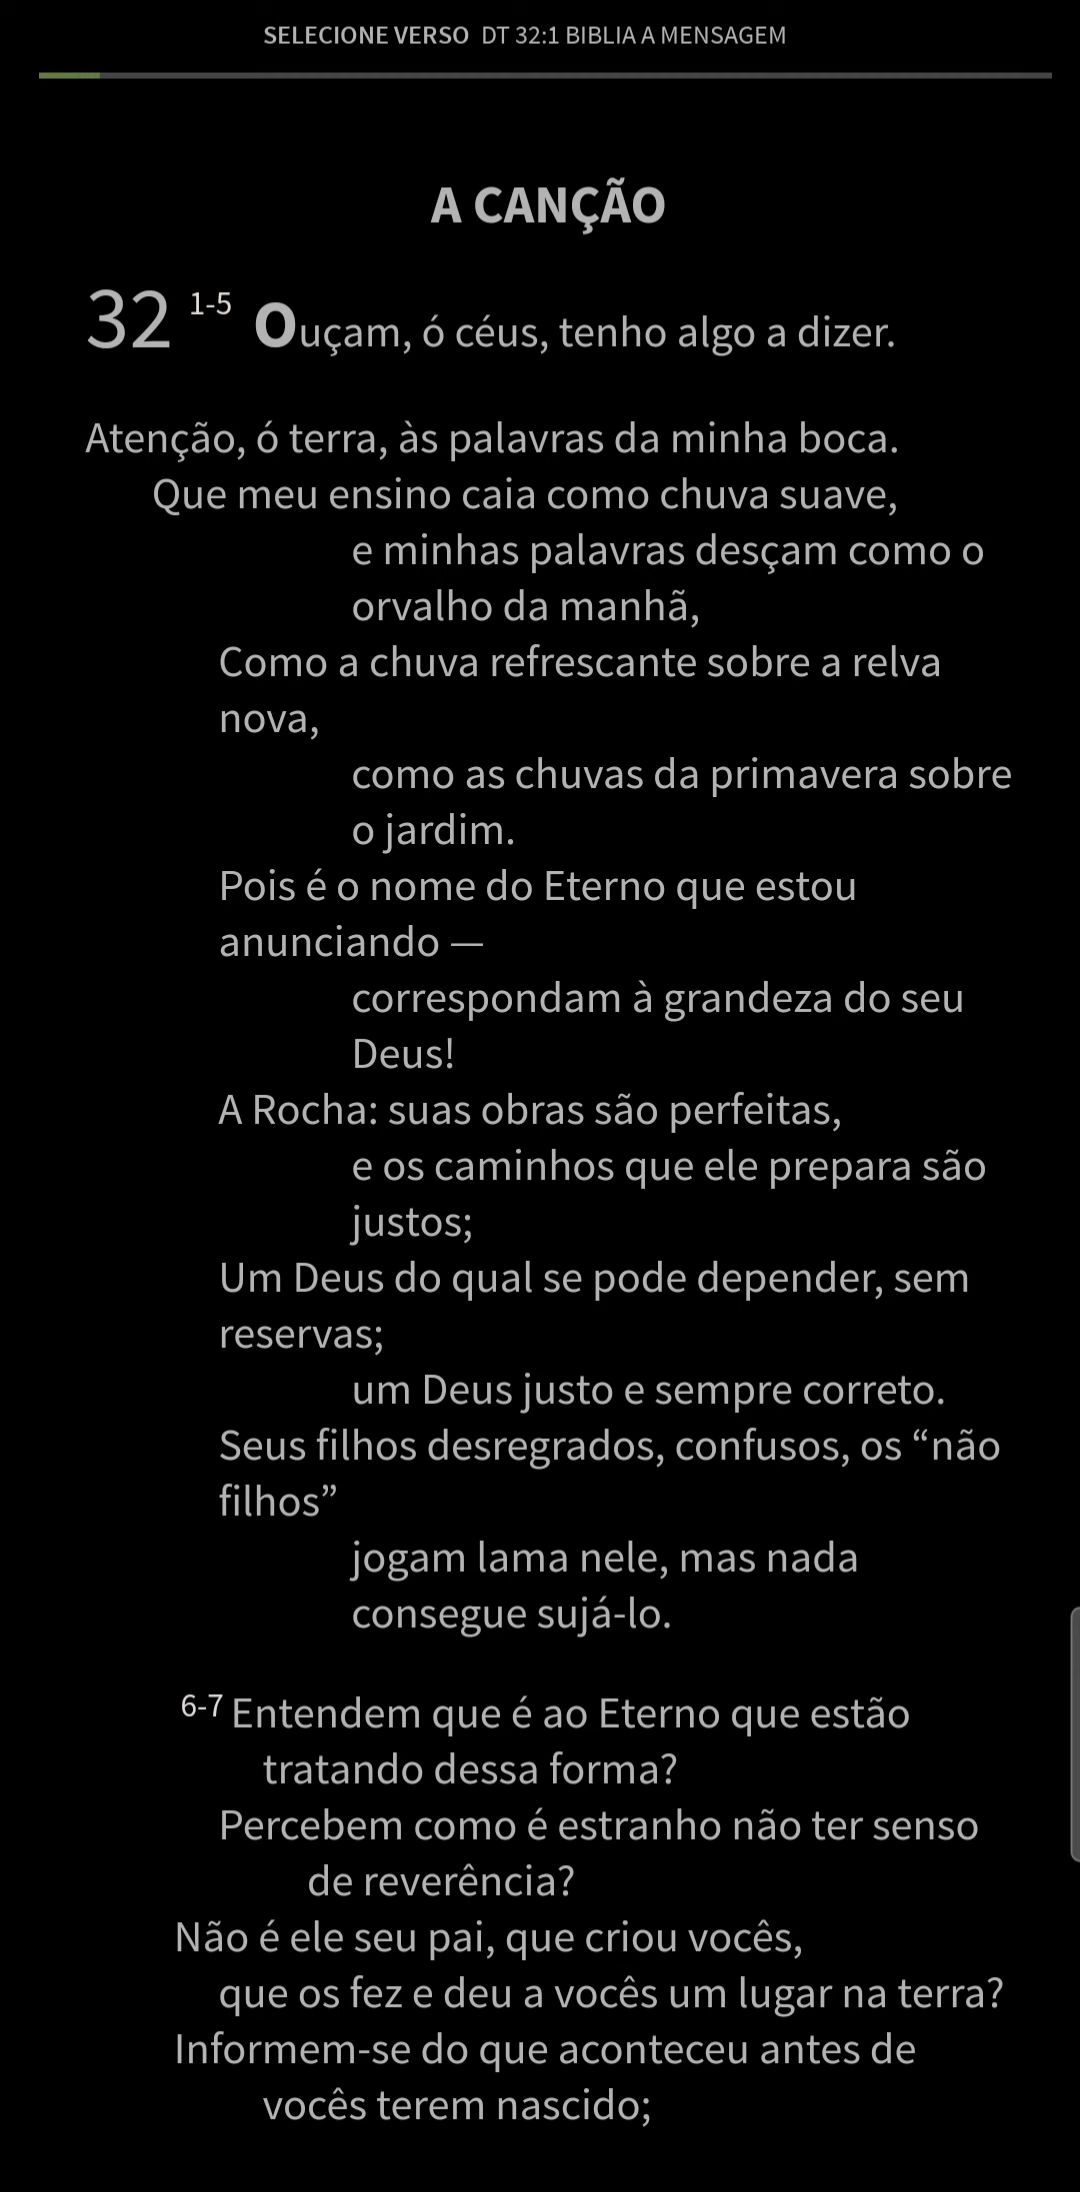 SELECIONE VERSO DT 32:1 BIBLIA A MENSAGEM
A CANÇÃO
32 1-5 Ouçam, ó céus, tenho algo a dizer.
Atenção, ó terra, às palavras da minha boca.
Que meu ensino caia como chuva suave,
e minhas palavras desçam como o
orvalho da manhã,
Como a chuva refrescante sobre a relva
nova,
como as chuvas da primavera sobre
o jardim.
Pois é o nome do Eterno que estou
anunciando —
correspondam à grandeza do seu
Deus!
A Rocha: suas obras são perfeitas,
e os caminhos que ele prepara são
justos;
Um Deus do qual se pode depender, sem
reservas;
um Deus justo e sempre correto.
Seus filhos desregrados, confusos, os “não
filhos”
jogam lama nele, mas nada
consegue sujá-lo.
6-7 Entendem que é ao Eterno que estão
tratando dessa forma?
Percebem como é estranho não ter senso
de reverência?
Não é ele seu pai, que criou vocês,
que os fez e deu a vocês um lugar na terra?
Informem-se do que aconteceu antes de
vocês terem nascido;